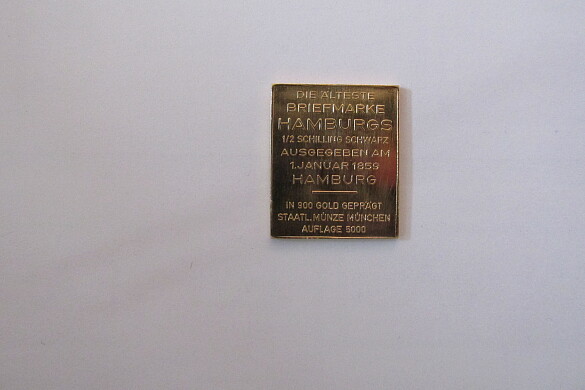 DIE ÄLTESTE
BRIEFMARKE
HAMBURGS
1/2 SCHILLING SCHWARZ
AUSGEGEBEN AM
1. JANUAR 1859
HAMBURG
IN 900 GOLD GEPRÄGT
STAATL. MÜNZE MÜNCHEN
AUFLAGE 5000